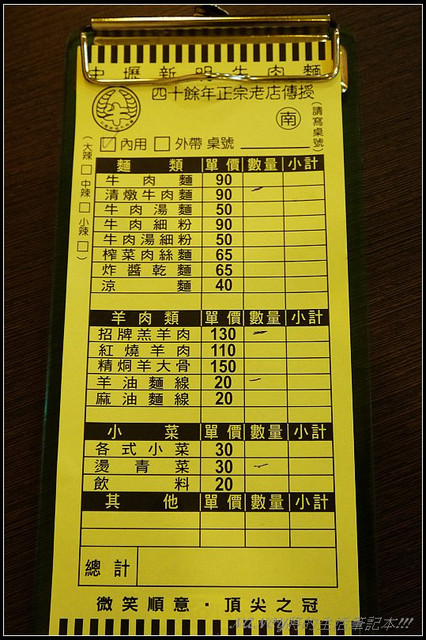 中壢新明牛肉麵
四十餘年正宗老店傳授
(請寫桌號)
南
內用 外帶 桌號
(大辣 中辣 小辣)
麵類 單價 數量 小計
牛肉麵 90
清燉牛肉麵 90
牛肉湯麵 50
牛肉細粉 90
牛肉湯細粉 50
榨菜肉絲麵 65
炸醬乾麵 65
涼麵 40
羊肉類 單價 數量 小計
招牌羔羊肉 130
紅燒羊肉 110
精炖羊大骨 150
羊油麵線 20
麻油麵線 20
小菜 單價 數量 小計
各式小菜 30
燙青菜 30
飲料 20
其他 單價 數量 小計
總計
微笑順意·頂尖之冠
筆記本!!!